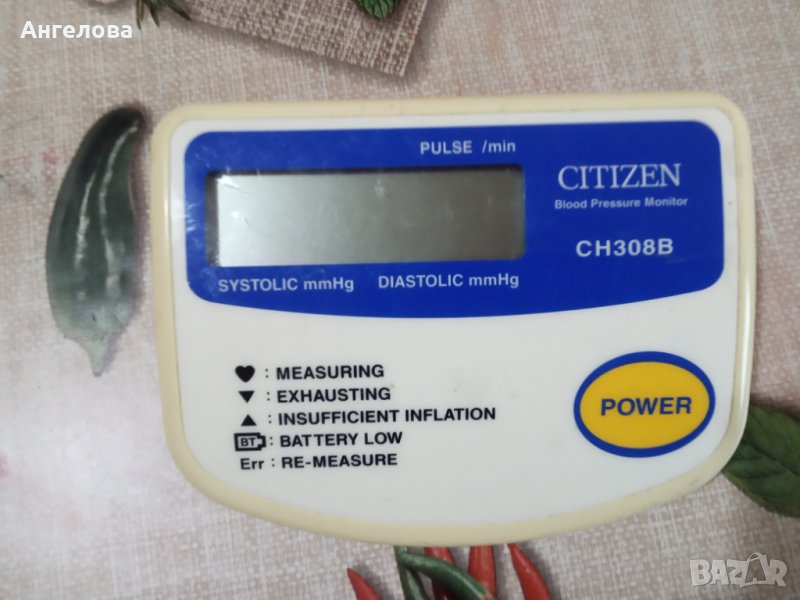 Ангелова
PULSE /min
CITIZEN
Blood Pressure Monitor
CH308B
SYSTOLIC mmHg DIASTOLIC mmHg
♥ : MEASURING
▼ : EXHAUSTING
▲ : INSUFFICIENT INFLATION
BT : BATTERY LOW
Err : RE-MEASURE
POWER
BAZAR